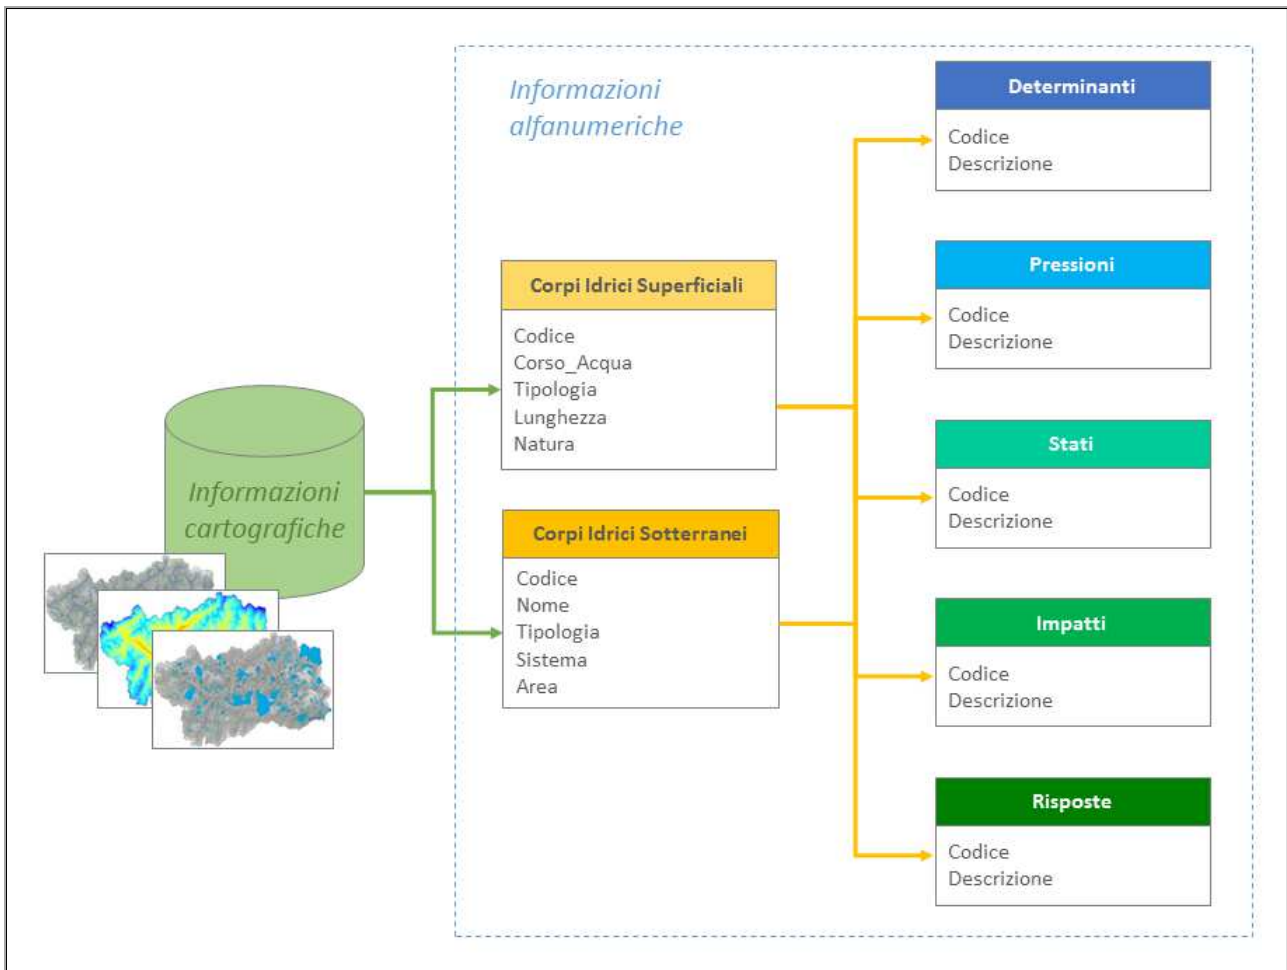 Informazioni
alfanumeriche
Informazioni
cartografiche
Corpi Idrici Superficiali
Codice
Corso_Acqua
Tipologia
Lunghezza
Natura
Corpi Idrici Sotterranei
Codice
Nome
Tipologia
Sistema
Area
Determinanti
Codice
Descrizione
Pressioni
Codice
Descrizione
Stati
Codice
Descrizione
Impatti
Codice
Descrizione
Risposte
Codice
Descrizione